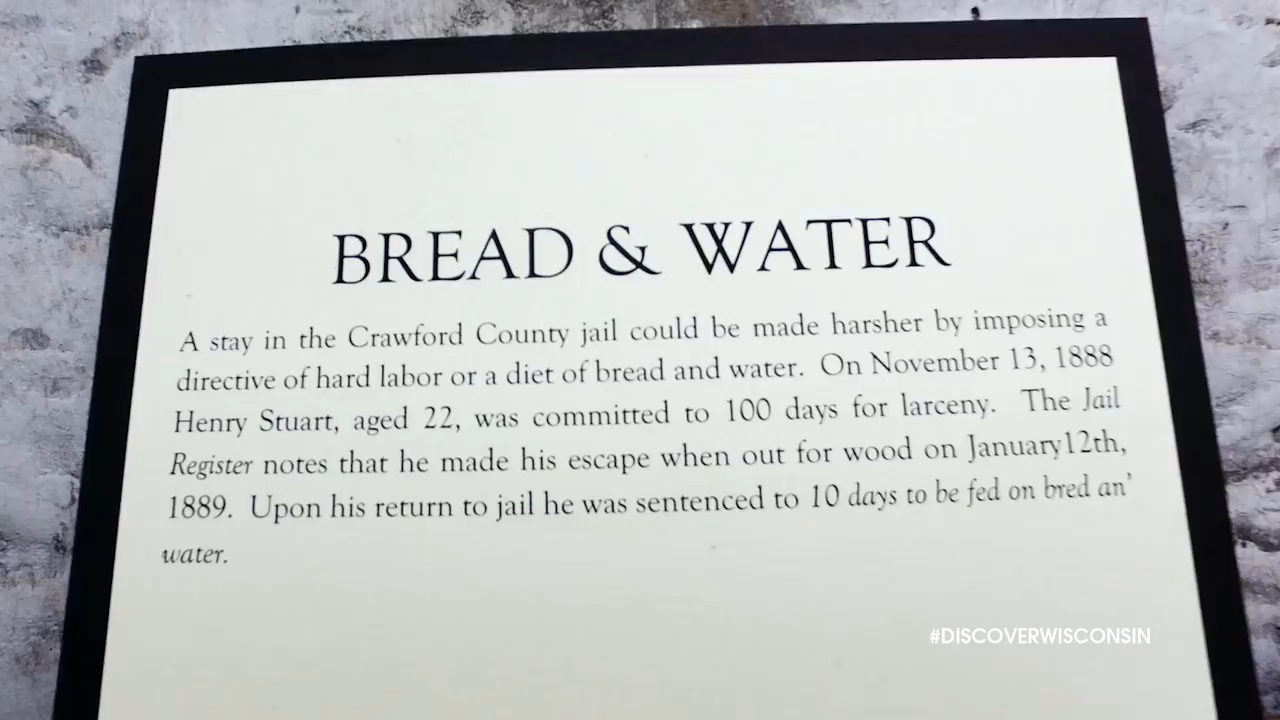 BREAD & WATER
A stay in the Crawford County jail could be made harsher by imposing a
directive of hard labor or a diet of bread and water. On November 13, 1888
Henry Stuart, aged 22, was committed to 100 days for larceny. The Jail
Register notes that he made his escape when out for wood on January12th,
1889. Upon his return to jail he was sentenced to 10 days to be fed on bred an'
water.
#DISCOVERWISCONSIN